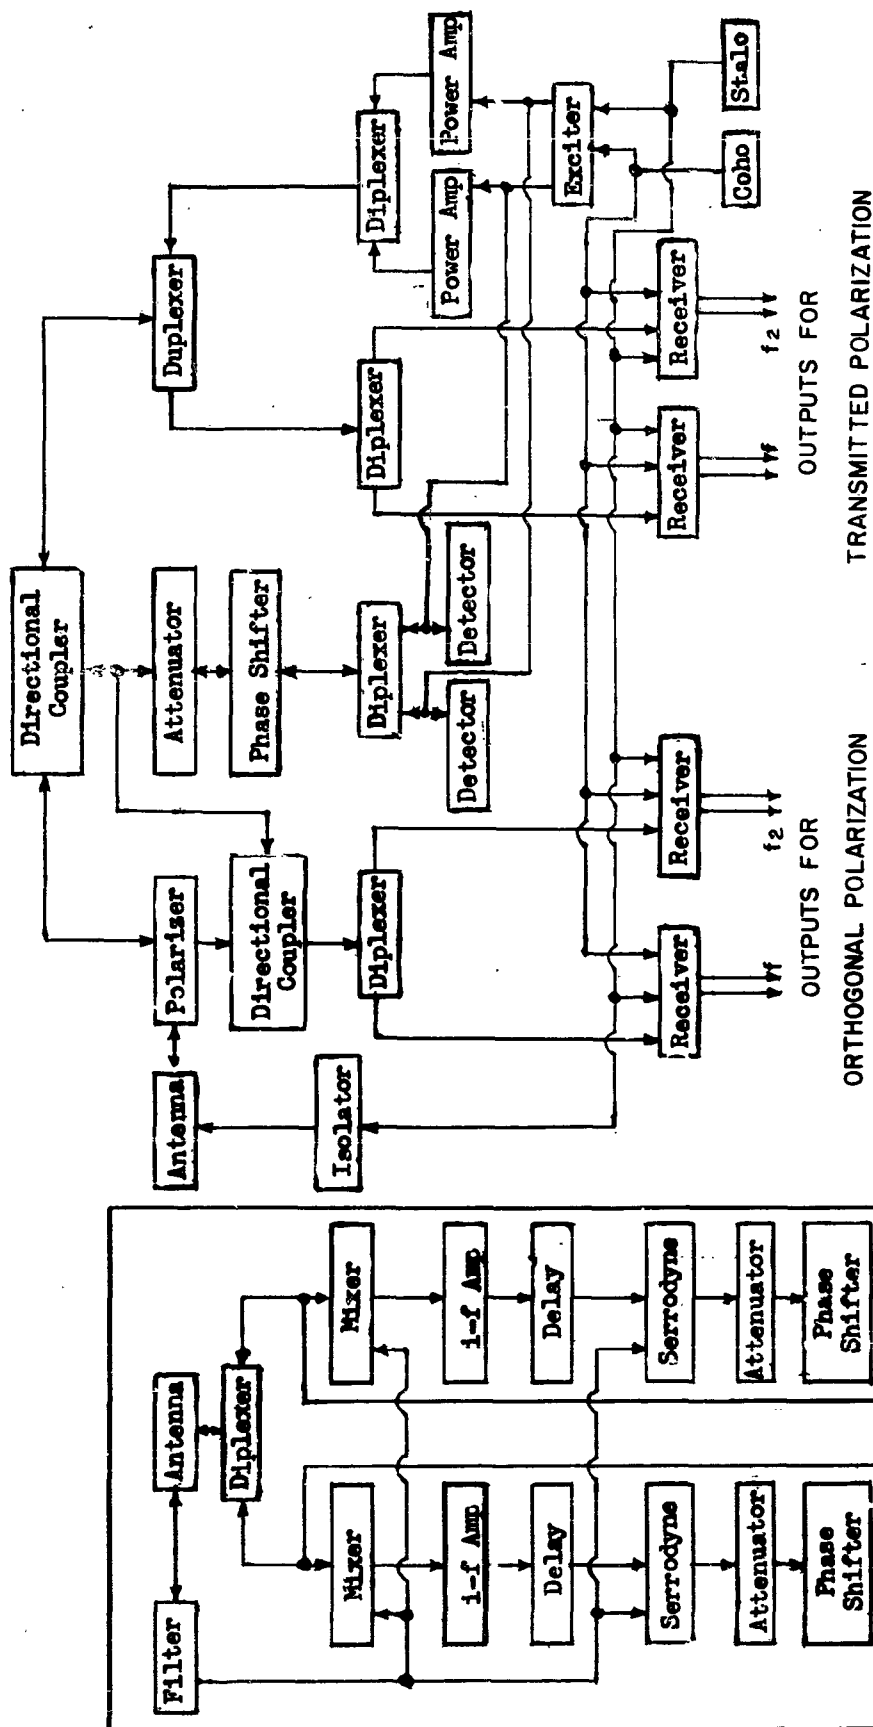 Directional
Coupler
Filter
Antenna
Antenna
Polarizer
Attenuator
Duplexer
Diplexer
Directional
Coupler
Phase Shifter
Mixer
Mixer
Isolator
Diplexer
Diplexer
Diplexer
Diplexer
i-f Amp
i-f Amp
Detector
Detector
Power Amp
Power Amp
Delay
Delay
Exciter
Serrodyne
Serrodyne
Receiver
Receiver
Receiver
Receiver
Coho
Stalo
Attenuator
Attenuator
f
f2
f
f2
Phase
Shifter
Phase
Shifter
OUTPUTS FOR
ORTHOGONAL POLARIZATION
OUTPUTS FOR
TRANSMITTED POLARIZATION